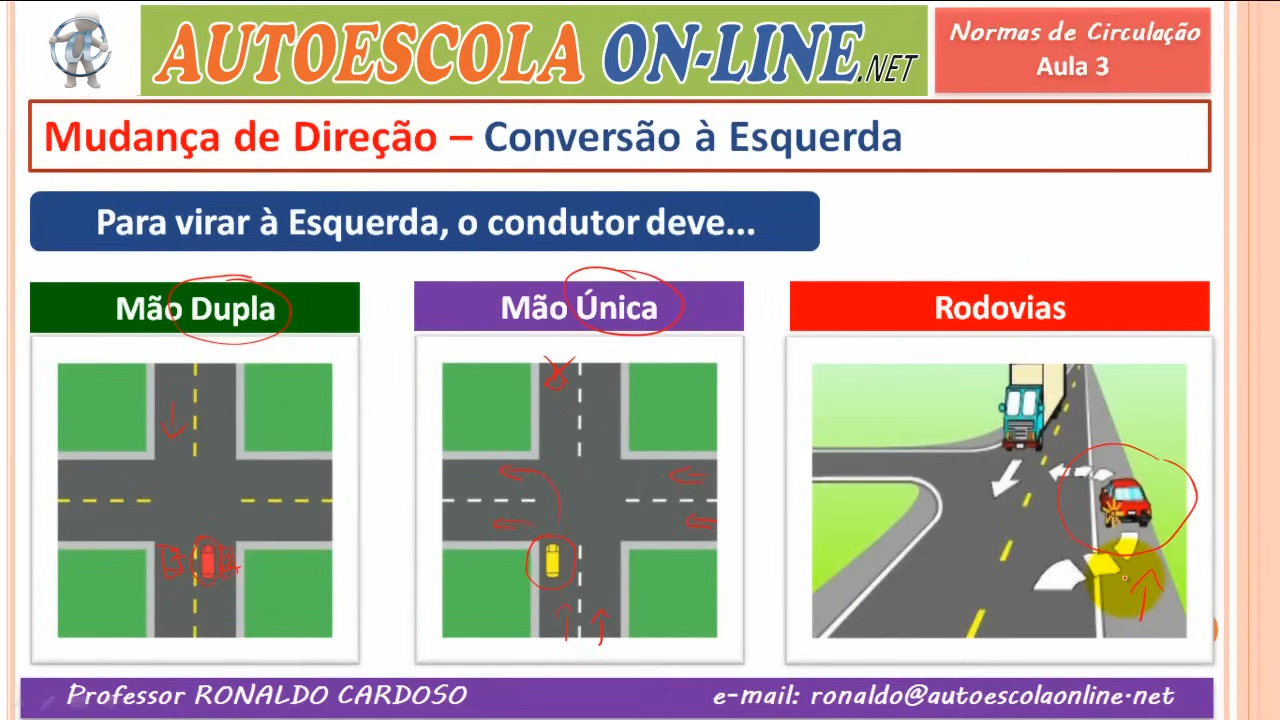 AUTOESCOLA ON-LINE.NET
Normas de Circulação
Aula 3
Mudança de Direção – Conversão à Esquerda
Para virar à Esquerda, o condutor deve...
Mão Dupla
Mão Única
Rodovias
Professor RONALDO CARDOSO
e-mail: ronaldo@autoescolaonline.net